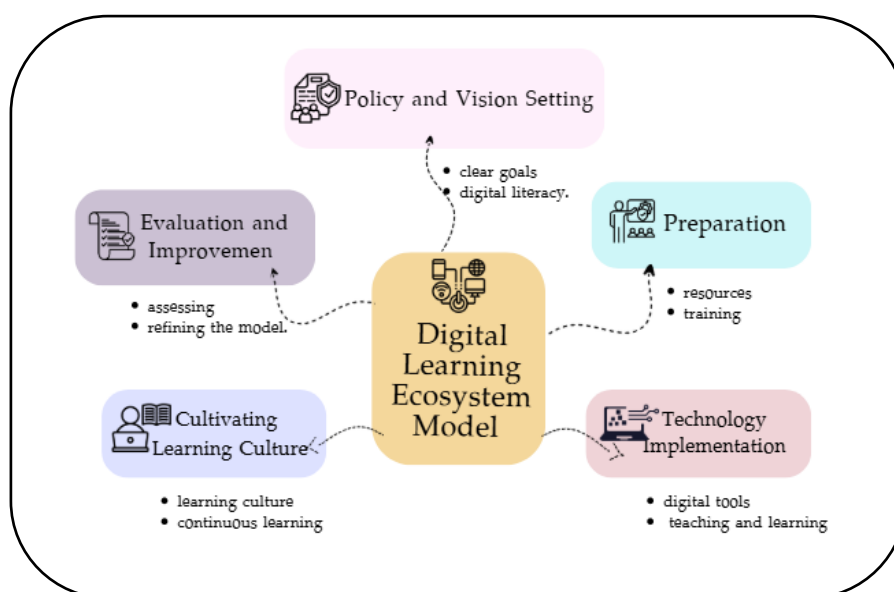 Policy and Vision Setting
clear goals
digital literacy.
Evaluation and
Improvemen
assessing
refining the model.
Preparation
resources
training
Digital
Learning
Ecosystem
Model
Cultivating
Learning Culture
learning culture
continuous learning
Technology
Implementation
digital tools
teaching and learning